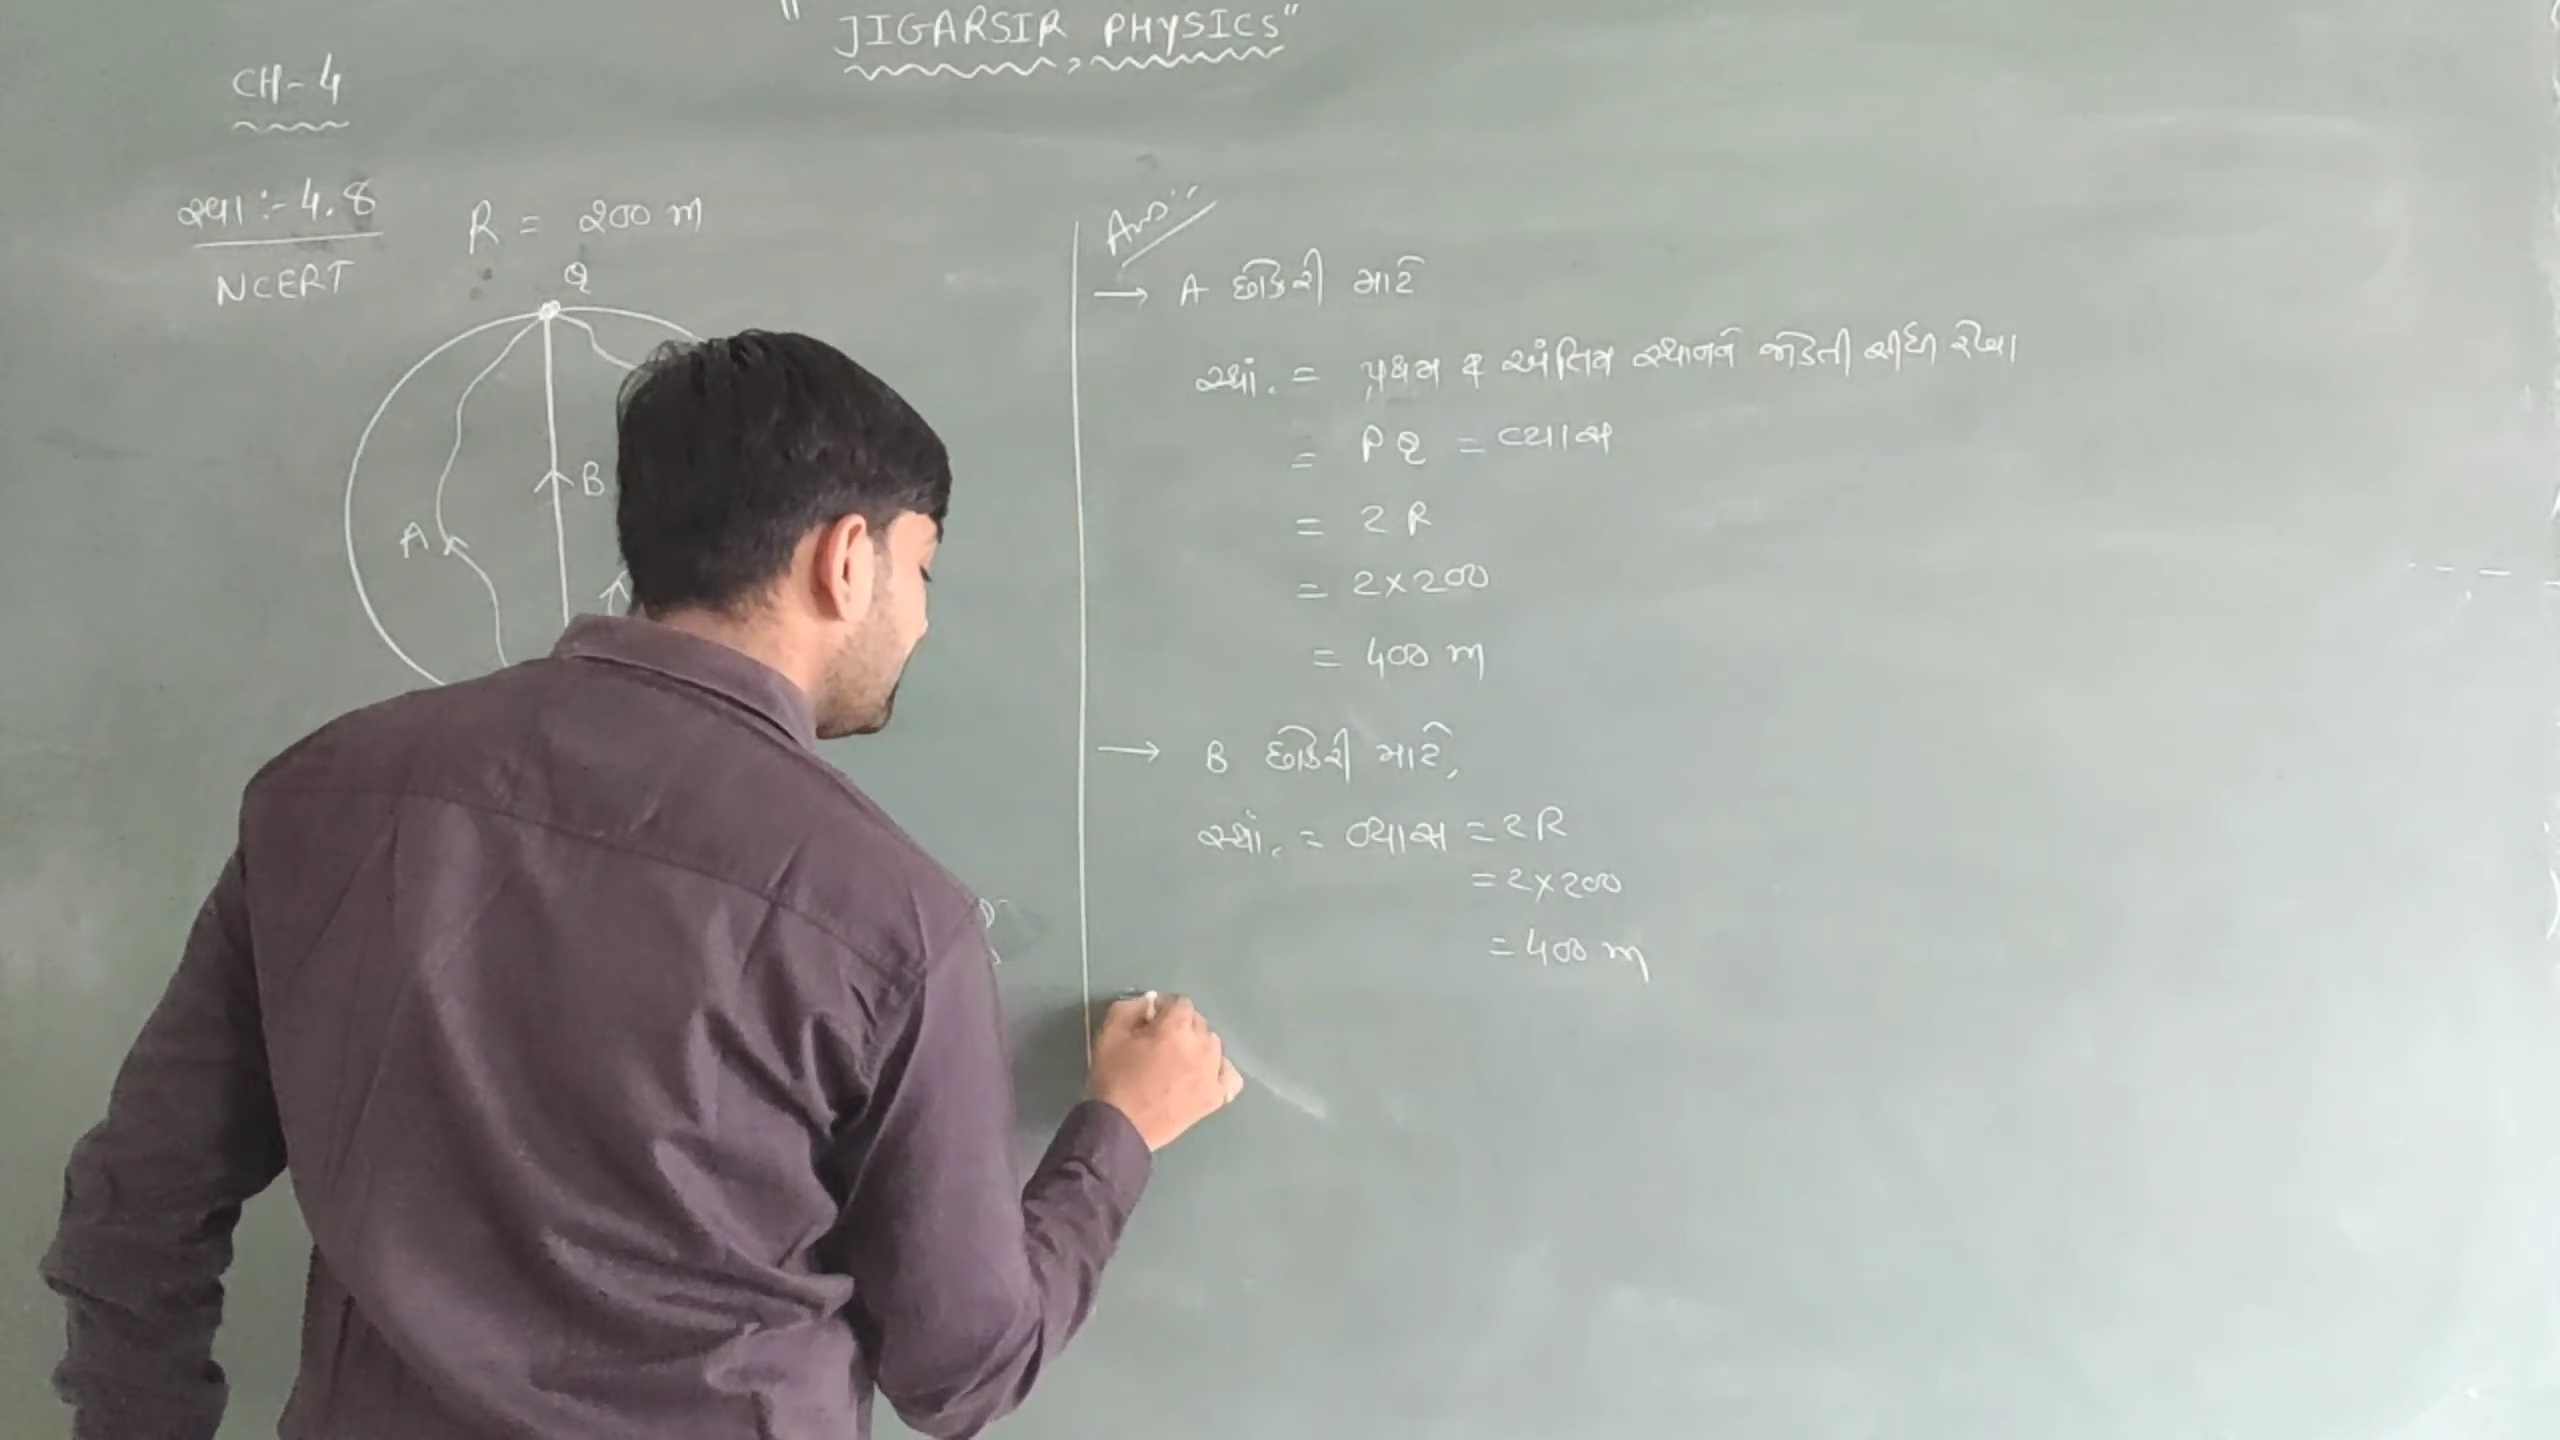 " JIGARSIR PHYSICS"
CH-4
સ્વા :- 4.8
NCERT
R = 200 m
Q
B
A
Ans :-
→ A છોકરી માટે
સ્થાં. = પ્રથમ &  અંતિમ સ્થાનને જોડતી સીધી રેખા
= PQ = વ્યાસ
= 2 R
= 2×200
= 400 m
→ B છોકરી માટે,
સ્થાં. = વ્યાસ = 2R
= 2×200
= 400 m